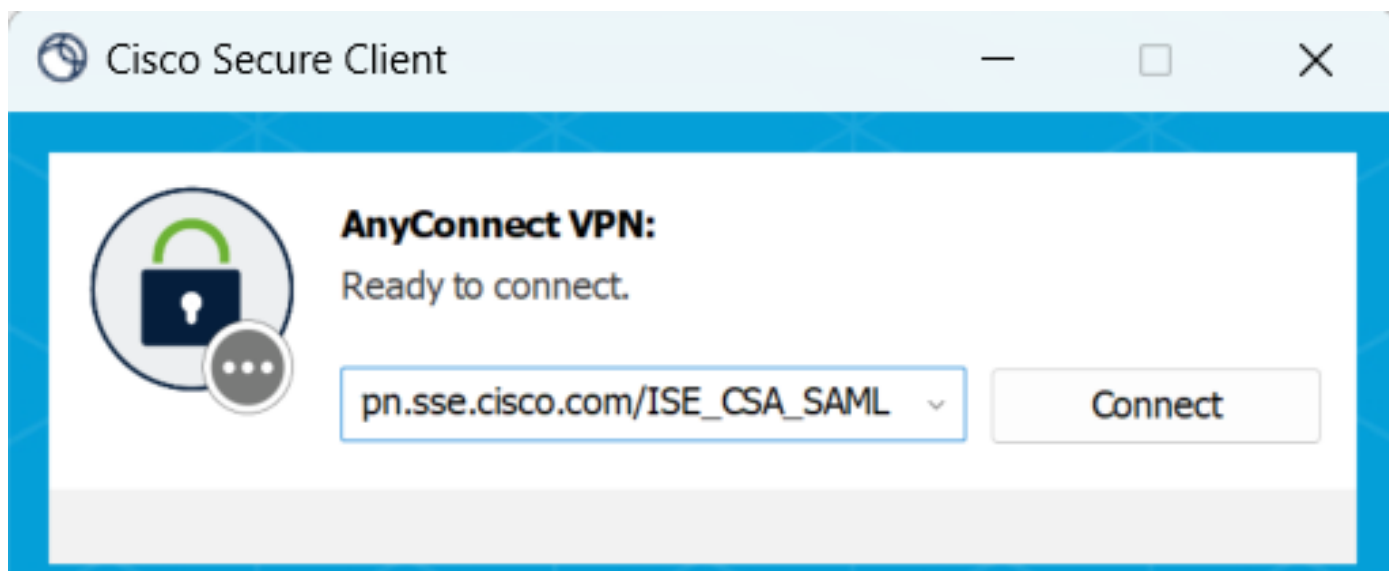 Cisco Secure Client
AnyConnect VPN:
Ready to connect.
pn.sse.cisco.com/ISE_CSA_SAML
Connect